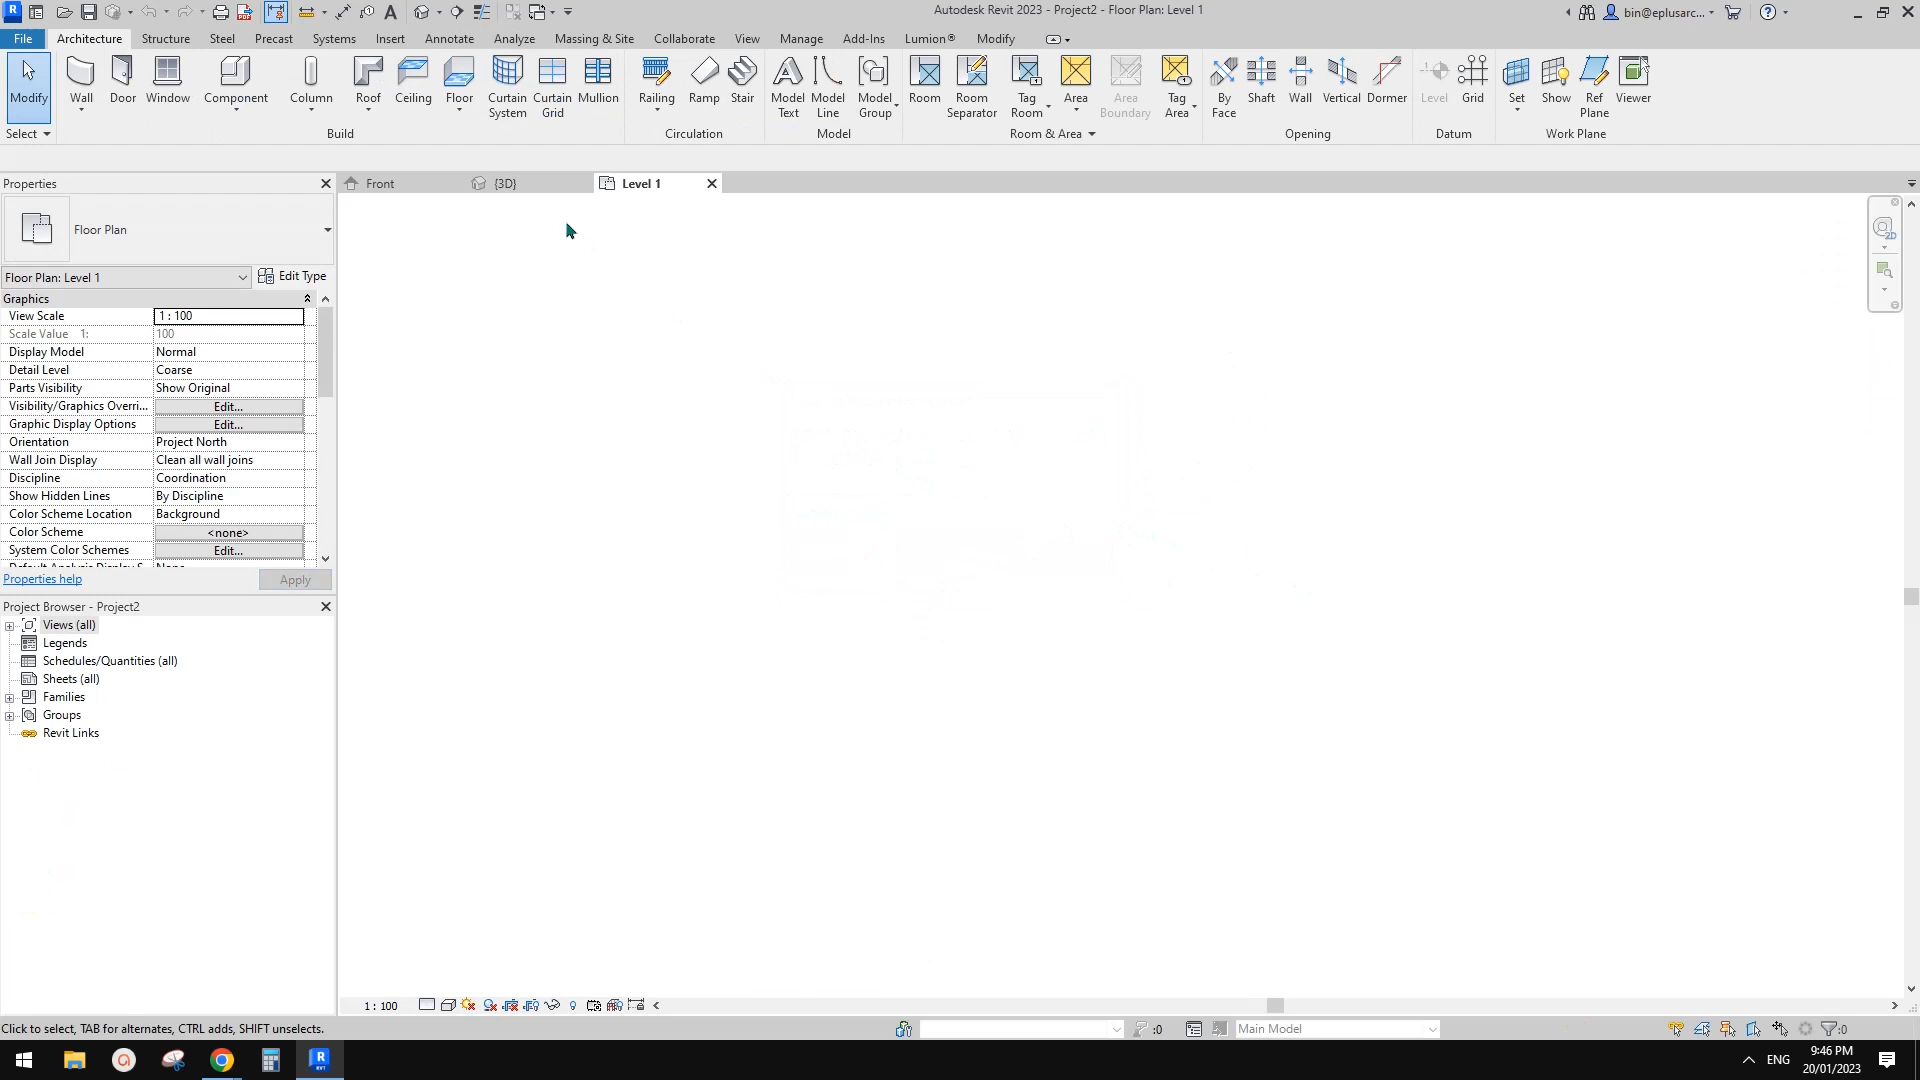 Autodesk Revit 2023 - Project2 - Floor Plan: Level 1
bin@eplusarc...
File Architecture Structure Steel Precast Systems Insert Annotate Analyze Massing & Site Collaborate View Manage Add-Ins Lumion® Modify
Modify Wall Door Window Component Column Roof Ceiling Floor Curtain System Curtain Grid Mullion Railing Ramp Stair Model Text Model Line Model Group Room Room Separator Tag Room Area Area Boundary Tag Area By Face Shaft Wall Vertical Dormer Level Grid Set Show Ref Plane Viewer
Select Build Circulation Model Room & Area Opening Datum Work Plane
Properties
Front {3D} Level 1
Floor Plan
Floor Plan: Level 1 Edit Type
Graphics
View Scale 1 : 100
Scale Value 1: 100
Display Model Normal
Detail Level Coarse
Parts Visibility Show Original
Visibility/Graphics Overri... Edit...
Graphic Display Options Edit...
Orientation Project North
Wall Join Display Clean all wall joins
Discipline Coordination
Show Hidden Lines By Discipline
Color Scheme Location Background
Color Scheme <none>
System Color Schemes Edit...
Properties help Apply
Project Browser - Project2
Views (all)
Legends
Schedules/Quantities (all)
Sheets (all)
Families
Groups
Revit Links
1 : 100
Click to select, TAB for alternates, CTRL adds, SHIFT unselects.
:0
Main Model
:0
ENG
9:46 PM
20/01/2023